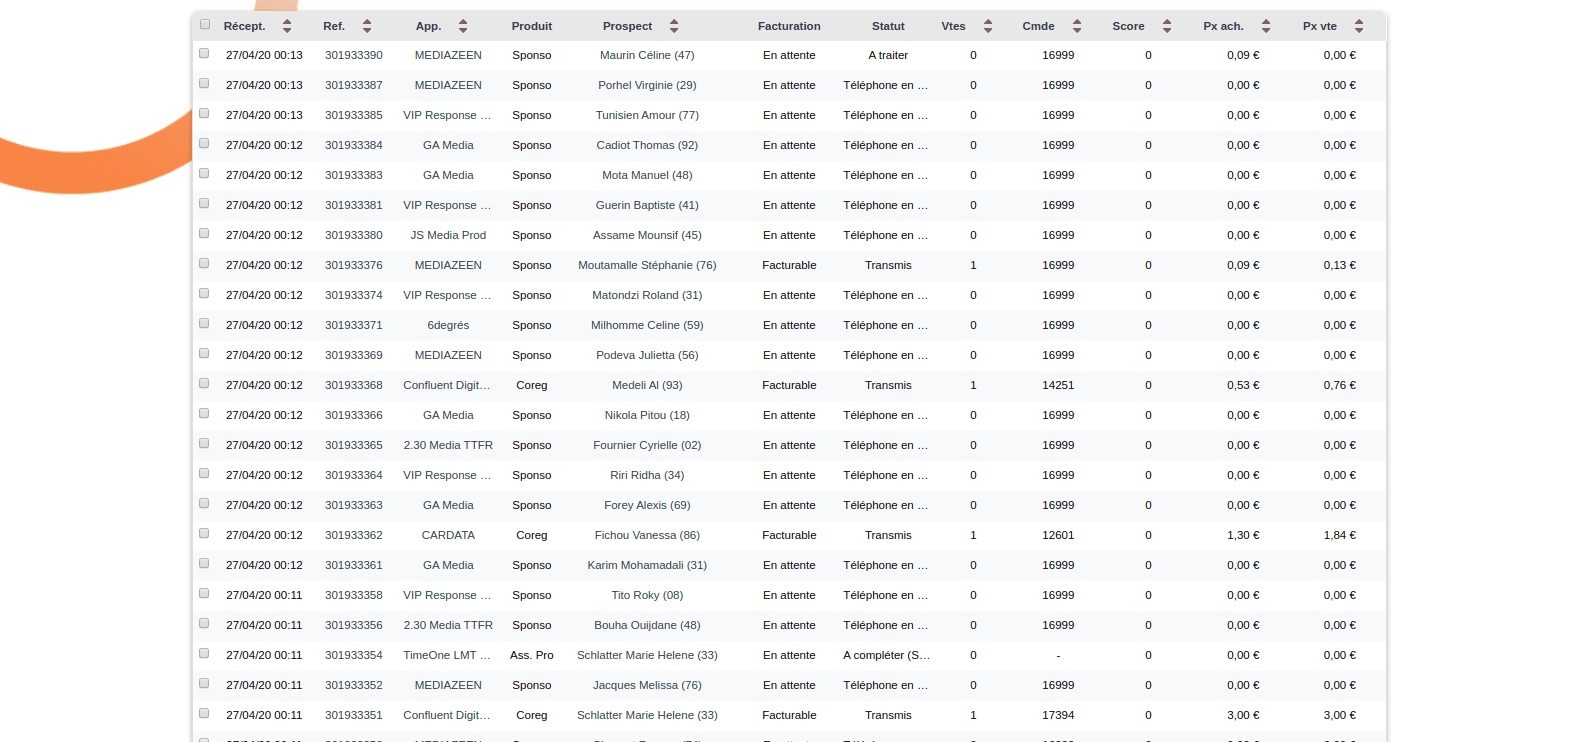 Récept. Ref. App. Produit Prospect Facturation Statut Vtes Cmde Score Px ach. Px vte
27/04/20 00:13 301933390 MEDIAZEEN Sponso Maurin Céline (47) En attente A traiter 0 16999 0 0,09 € 0,00 €
27/04/20 00:13 301933387 MEDIAZEEN Sponso Porhel Virginie (29) En attente Téléphone en ... 0 16999 0 0,00 € 0,00 €
27/04/20 00:13 301933385 VIP Response ... Sponso Tunisien Amour (77) En attente Téléphone en ... 0 16999 0 0,00 € 0,00 €
27/04/20 00:12 301933384 GA Media Sponso Cadiot Thomas (92) En attente Téléphone en ... 0 16999 0 0,00 € 0,00 €
27/04/20 00:12 301933383 GA Media Sponso Mota Manuel (48) En attente Téléphone en ... 0 16999 0 0,00 € 0,00 €
27/04/20 00:12 301933381 VIP Response ... Sponso Guerin Baptiste (41) En attente Téléphone en ... 0 16999 0 0,00 € 0,00 €
27/04/20 00:12 301933380 JS Media Prod Sponso Assame Mounsif (45) En attente Téléphone en ... 0 16999 0 0,00 € 0,00 €
27/04/20 00:12 301933376 MEDIAZEEN Sponso Moutamalle Stéphanie (76) Facturable Transmis 1 16999 0 0,09 € 0,13 €
27/04/20 00:12 301933374 VIP Response ... Sponso Matondzi Roland (31) En attente Téléphone en ... 0 16999 0 0,00 € 0,00 €
27/04/20 00:12 301933371 6degrés Sponso Milhomme Celine (59) En attente Téléphone en ... 0 16999 0 0,00 € 0,00 €
27/04/20 00:12 301933369 MEDIAZEEN Sponso Podeva Julietta (56) En attente Téléphone en ... 0 16999 0 0,00 € 0,00 €
27/04/20 00:12 301933368 Confluent Digit... Coreg Medeli Al (93) Facturable Transmis 1 14251 0 0,53 € 0,76 €
27/04/20 00:12 301933366 GA Media Sponso Nikola Pitou (18) En attente Téléphone en ... 0 16999 0 0,00 € 0,00 €
27/04/20 00:12 301933365 2.30 Media TTFR Sponso Fournier Cyrielle (02) En attente Téléphone en ... 0 16999 0 0,00 € 0,00 €
27/04/20 00:12 301933364 VIP Response ... Sponso Riri Ridha (34) En attente Téléphone en ... 0 16999 0 0,00 € 0,00 €
27/04/20 00:12 301933363 GA Media Sponso Forey Alexis (69) En attente Téléphone en ... 0 16999 0 0,00 € 0,00 €
27/04/20 00:12 301933362 CARDATA Coreg Fichou Vanessa (86) Facturable Transmis 1 12601 0 1,30 € 1,84 €
27/04/20 00:12 301933361 GA Media Sponso Karim Mohamadali (31) En attente Téléphone en ... 0 16999 0 0,00 € 0,00 €
27/04/20 00:11 301933358 VIP Response ... Sponso Tito Roky (08) En attente Téléphone en ... 0 16999 0 0,00 € 0,00 €
27/04/20 00:11 301933356 2.30 Media TTFR Sponso Bouha Ouijdane (48) En attente Téléphone en ... 0 16999 0 0,00 € 0,00 €
27/04/20 00:11 301933354 TimeOne LMT ... Ass. Pro Schlatter Marie Helene (33) En attente A compléter (S... 0 - 0 0,00 € 0,00 €
27/04/20 00:11 301933352 MEDIAZEEN Sponso Jacques Melissa (76) En attente Téléphone en ... 0 16999 0 0,00 € 0,00 €
27/04/20 00:11 301933351 Confluent Digit... Coreg Schlatter Marie Helene (33) Facturable Transmis 1 17394 0 3,00 € 3,00 €